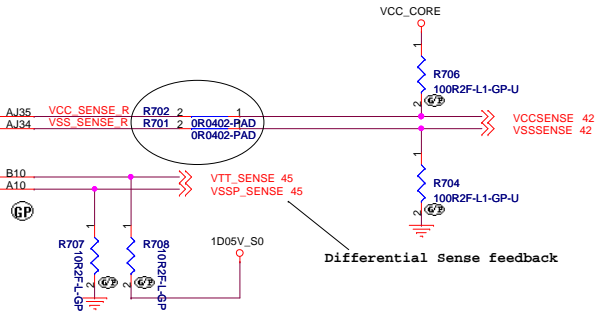 VCC_CORE
1
R706
100R2F-L1-GP-U
2 G/P
AJ35 VCC_SENSE_R R702 2 1
0R0402-PAD
VCCSENSE 42
AJ34 VSS_SENSE_R R701 2 1
0R0402-PAD
VSSSENSE 42
1
R704
100R2F-L1-GP-U
2 G/P
B10 VTT_SENSE 45
A10 VSSP_SENSE 45
GP
1 1
R707 R708 1D05V_S0
10R2F-L-GP 10R2F-L-GP
2 G/P 2 G/P
Differential Sense feedback